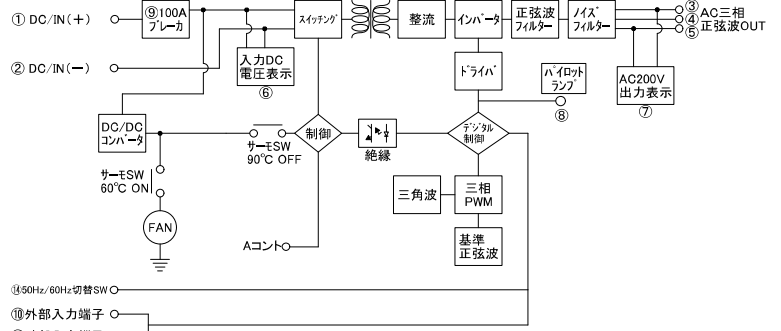 ① DC/IN(+)
⑨100A
ブレーカ
スイッチング
整流
インバータ
正弦波
フィルター
ノイズ
フィルター
③
④
⑤
AC三相
正弦波OUT
② DC/IN(−)
入力DC
電圧表示
⑥
ドライバ
パイロット
ランプ
⑧
AC200V
出力表示
⑦
DC/DC
コンバータ
サーモSW
90℃ OFF
制御
絶縁
デジタル
制御
サーモSW
60℃ ON
三角波
三相
PWM
FAN
Aコント
基準
正弦波
⑭50Hz/60Hz切替SW
⑩外部入力端子